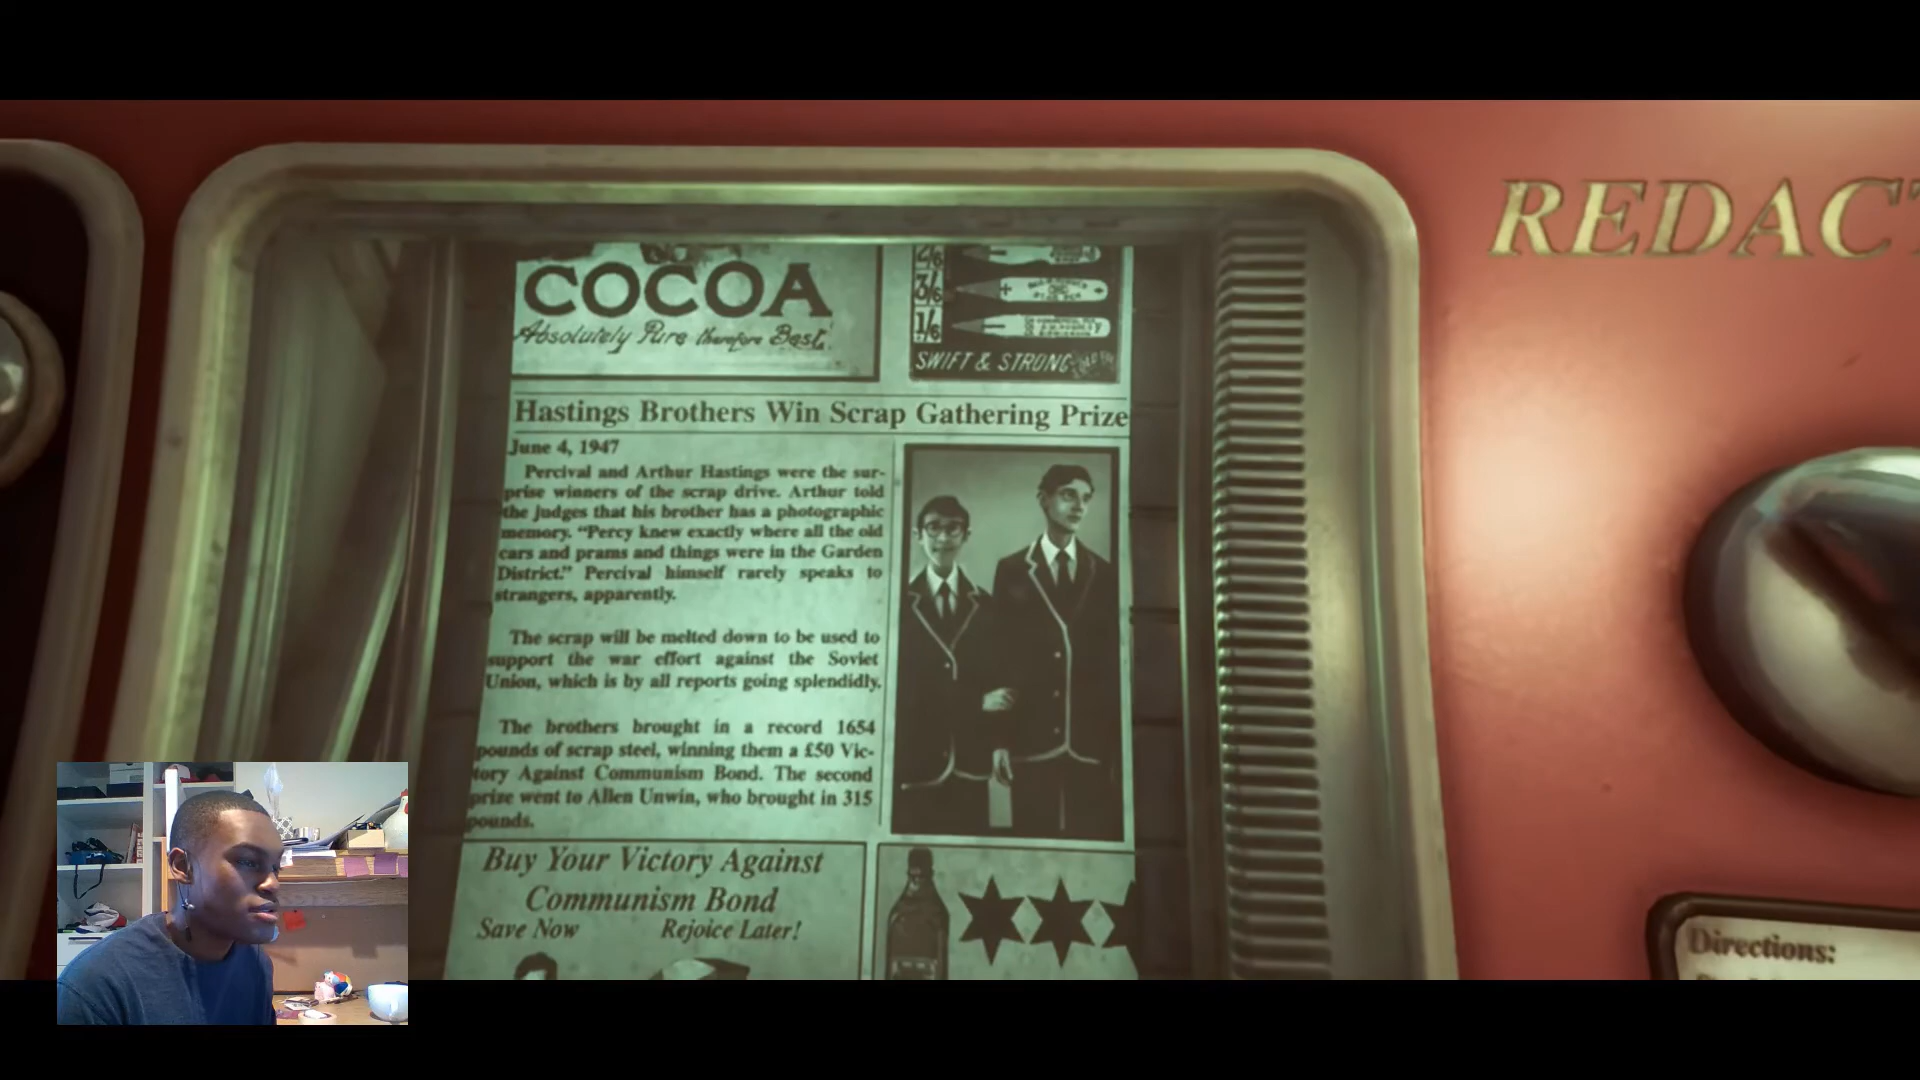 REDACT
COCOA
Absolutely Pure therefore Best!
2/6
3/6
1/6
SWIFT & STRONG
Hastings Brothers Win Scrap Gathering Prize
June 4, 1947
Percival and Arthur Hastings were the sur-
prise winners of the scrap drive. Arthur told
the judges that his brother has a photographic
memory. “Percy knew exactly where all the old
cars and prams and things were in the Garden
District.” Percival himself rarely speaks to
strangers, apparently.
The scrap will be melted down to be used to
support the war effort against the Soviet
Union, which is by all reports going splendidly.
The brothers brought in a record 1654
pounds of scrap steel, winning them a £50 Vic-
tory Against Communism Bond. The second
prize went to Allen Unwin, who brought in 315
pounds.
Buy Your Victory Against
Communism Bond
Save Now Rejoice Later!
Directions: